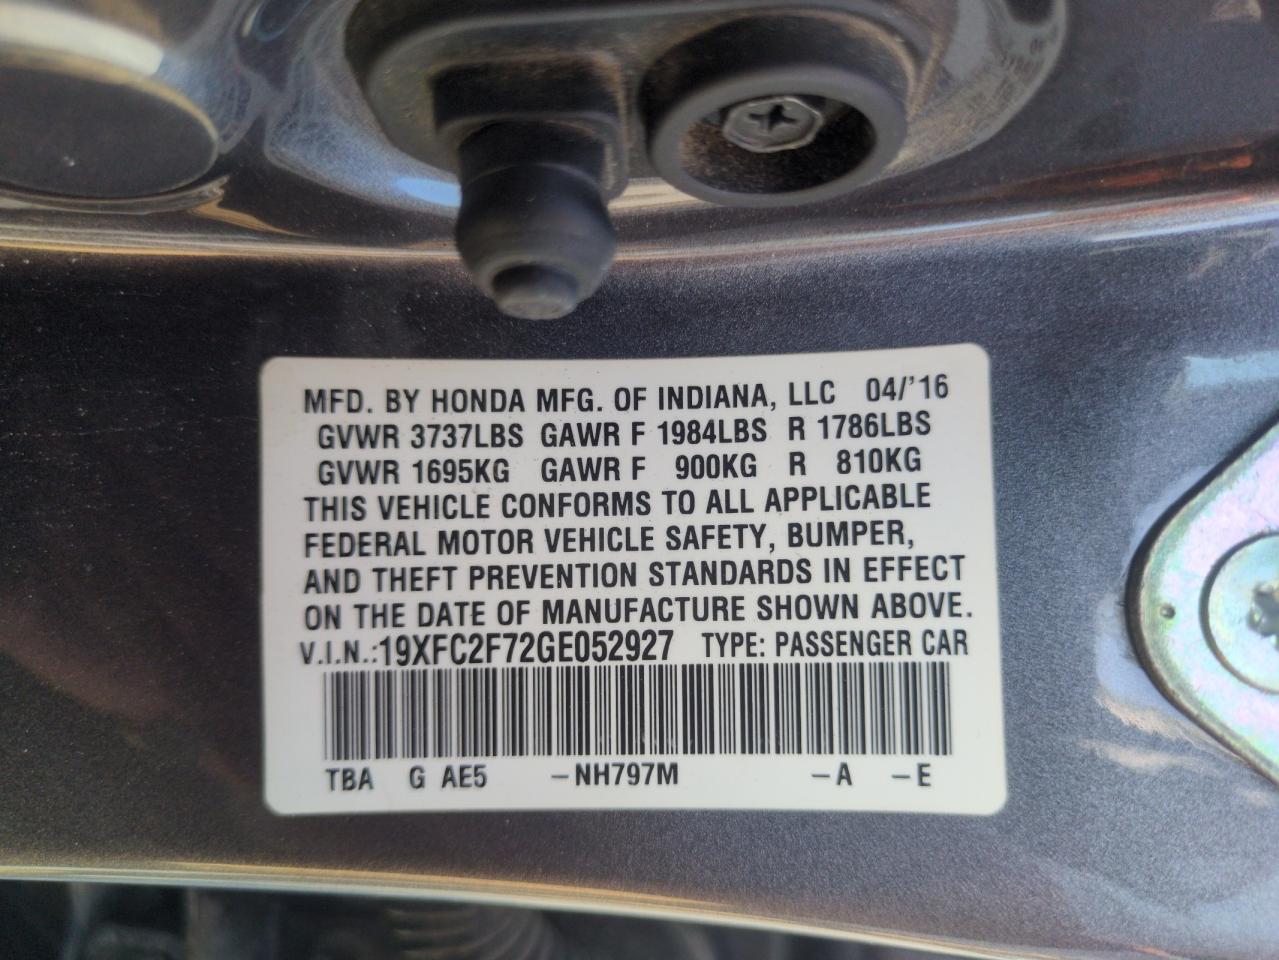 MFD. BY HONDA MFG. OF INDIANA, LLC 04/'16
GVWR 3737LBS GAWR F 1984LBS R 1786LBS
GVWR 1695KG GAWR F 900KG R 810KG
THIS VEHICLE CONFORMS TO ALL APPLICABLE
FEDERAL MOTOR VEHICLE SAFETY, BUMPER,
AND THEFT PREVENTION STANDARDS IN EFFECT
ON THE DATE OF MANUFACTURE SHOWN ABOVE.
V.I.N.:19XFC2F72GE052927 TYPE: PASSENGER CAR
TBA G AE5 –NH797M –A –E